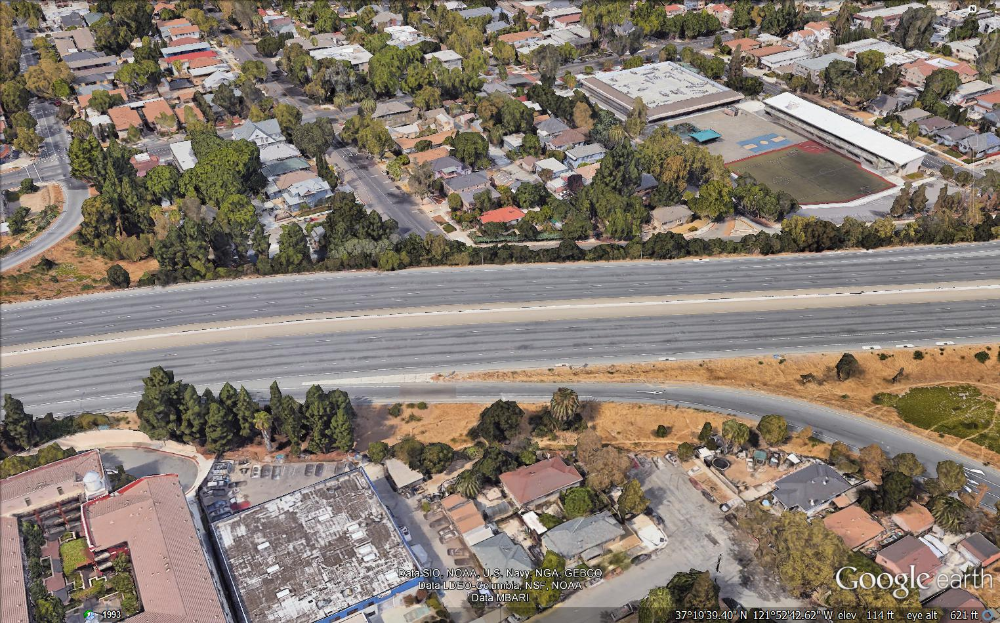 N
Data SIO, NOAA, U.S. Navy, NGA, GEBCO
Data LDEO-Columbia, NSF, NOAA
Data MBARI
Google earth
1993
37°19'39.40" N 121°52'42.62" W elev 114 ft eye alt 621 ft